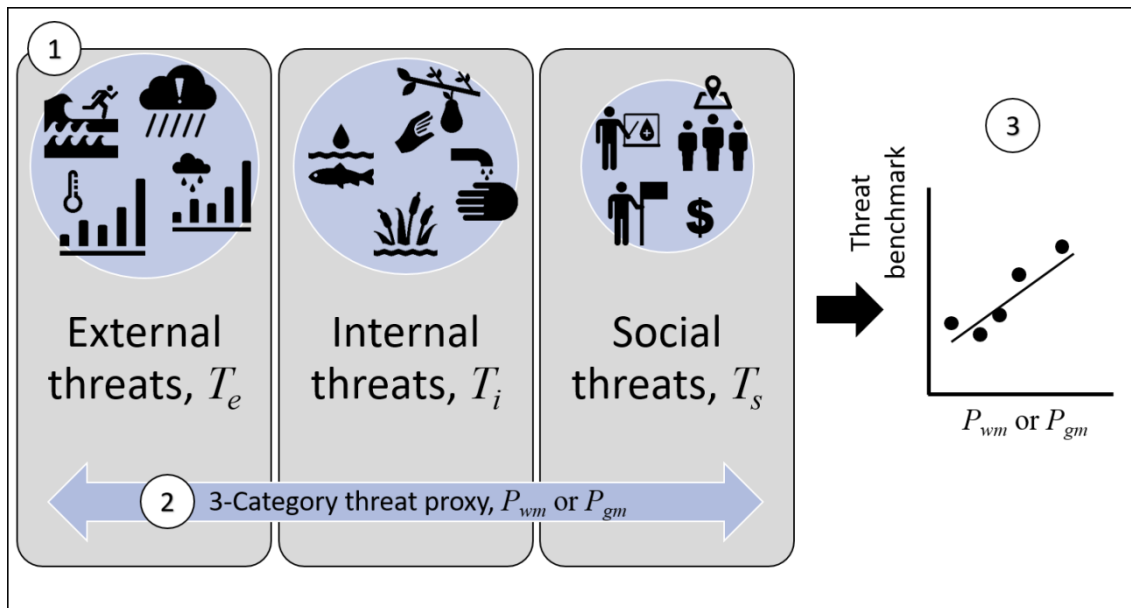 1
External
threats, Te
Internal
threats, Ti
Social
threats, Ts
$
2
3-Category threat proxy, Pwm or Pgm
3
Threat
benchmark
Pwm or Pgm